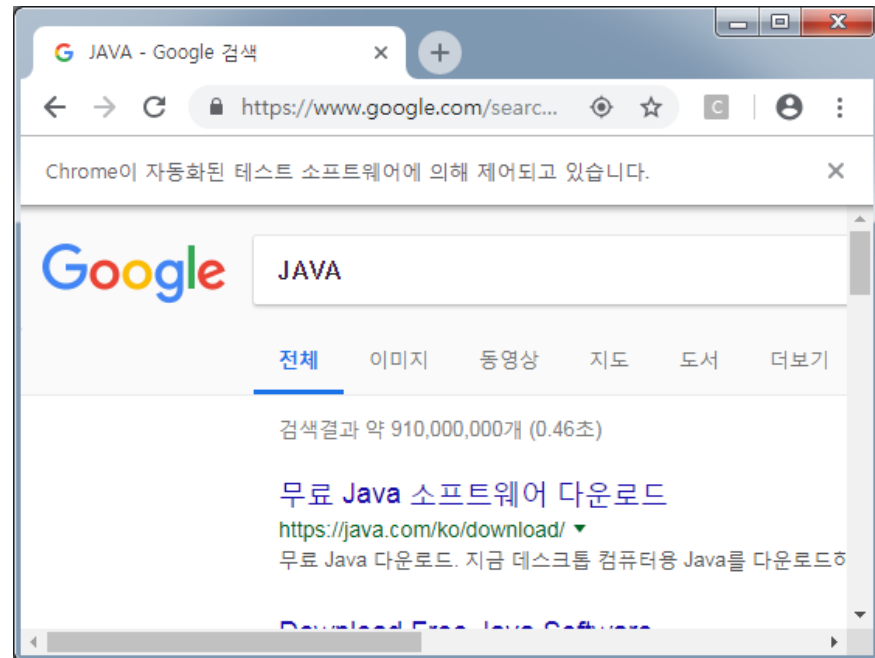 JAVA - Google 검색
https://www.google.com/searc...
C
Chrome이 자동화된 테스트 소프트웨어에 의해 제어되고 있습니다.
Google
JAVA
전체 이미지 동영상 지도 도서 더보기
검색결과 약 910,000,000개 (0.46초)
무료 Java 소프트웨어 다운로드
https://java.com/ko/download/
무료 Java 다운로드. 지금 데스크톱 컴퓨터용 Java를 다운로드하
Download Free Java Software